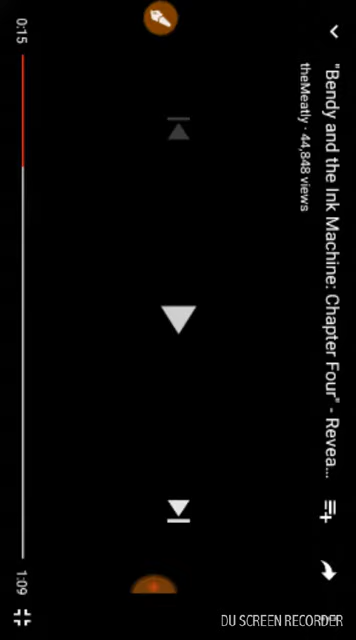 "Bendy and the Ink Machine: Chapter Four" - Revea...
theMeatly · 44,848 views
0:15
1:09
DU SCREEN RECORDER